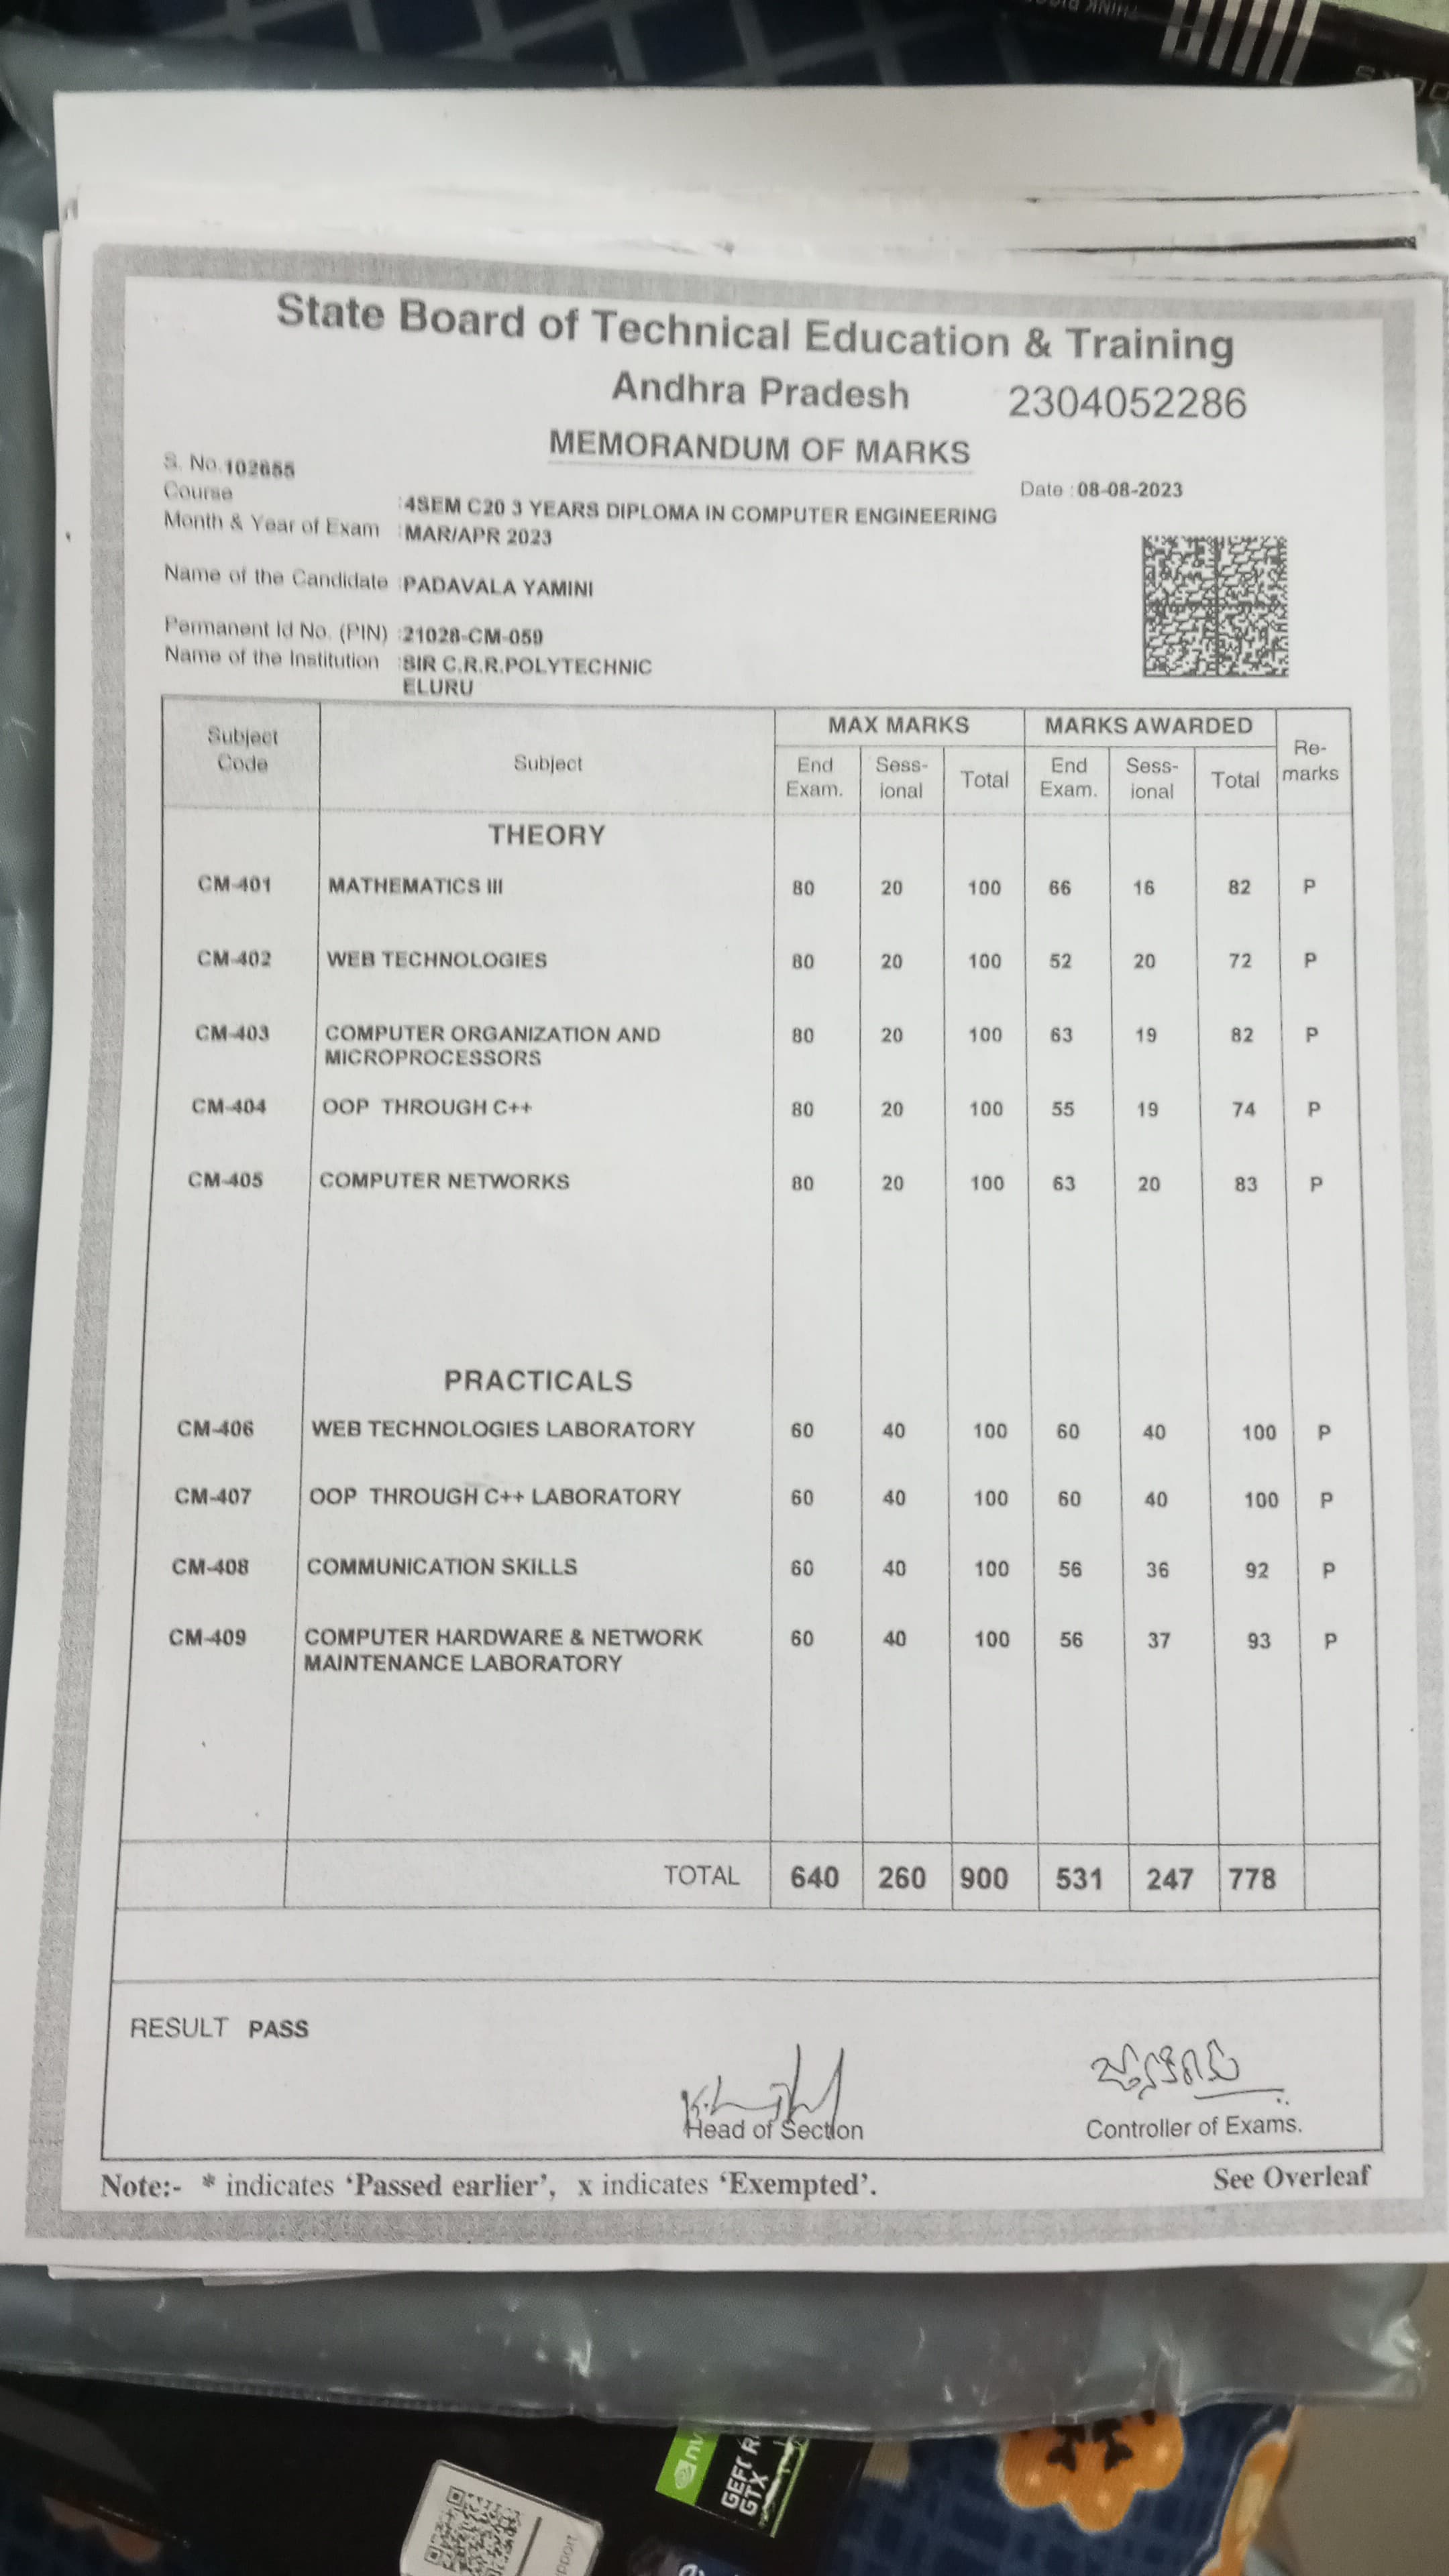 State Board of Technical Education & Training
Andhra Pradesh 2304052286
MEMORANDUM OF MARKS
S. No. 102655
Date : 08-08-2023
Course : 4SEM C20 3 YEARS DIPLOMA IN COMPUTER ENGINEERING
Month & Year of Exam : MAR/APR 2023
Name of the Candidate : PADAVALA YAMINI
Permanent Id No. (PIN) : 21028-CM-059
Name of the Institution : SIR C.R.R.POLYTECHNIC
ELURU
Subject Code Subject MAX MARKS MARKS AWARDED Re-marks
End Exam. Sess-ional Total End Exam. Sess-ional Total
THEORY
CM-401 MATHEMATICS III 80 20 100 66 16 82 P
CM-402 WEB TECHNOLOGIES 80 20 100 52 20 72 P
CM-403 COMPUTER ORGANIZATION AND 80 20 100 63 19 82 P
MICROPROCESSORS
CM-404 OOP THROUGH C++ 80 20 100 55 19 74 P
CM-405 COMPUTER NETWORKS 80 20 100 63 20 83 P
PRACTICALS
CM-406 WEB TECHNOLOGIES LABORATORY 60 40 100 60 40 100 P
CM-407 OOP THROUGH C++ LABORATORY 60 40 100 60 40 100 P
CM-408 COMMUNICATION SKILLS 60 40 100 56 36 92 P
CM-409 COMPUTER HARDWARE & NETWORK 60 40 100 56 37 93 P
MAINTENANCE LABORATORY
TOTAL 640 260 900 531 247 778
RESULT PASS
Head of Section
Controller of Exams.
Note:- * indicates 'Passed earlier', x indicates 'Exempted'.
See Overleaf
GTX